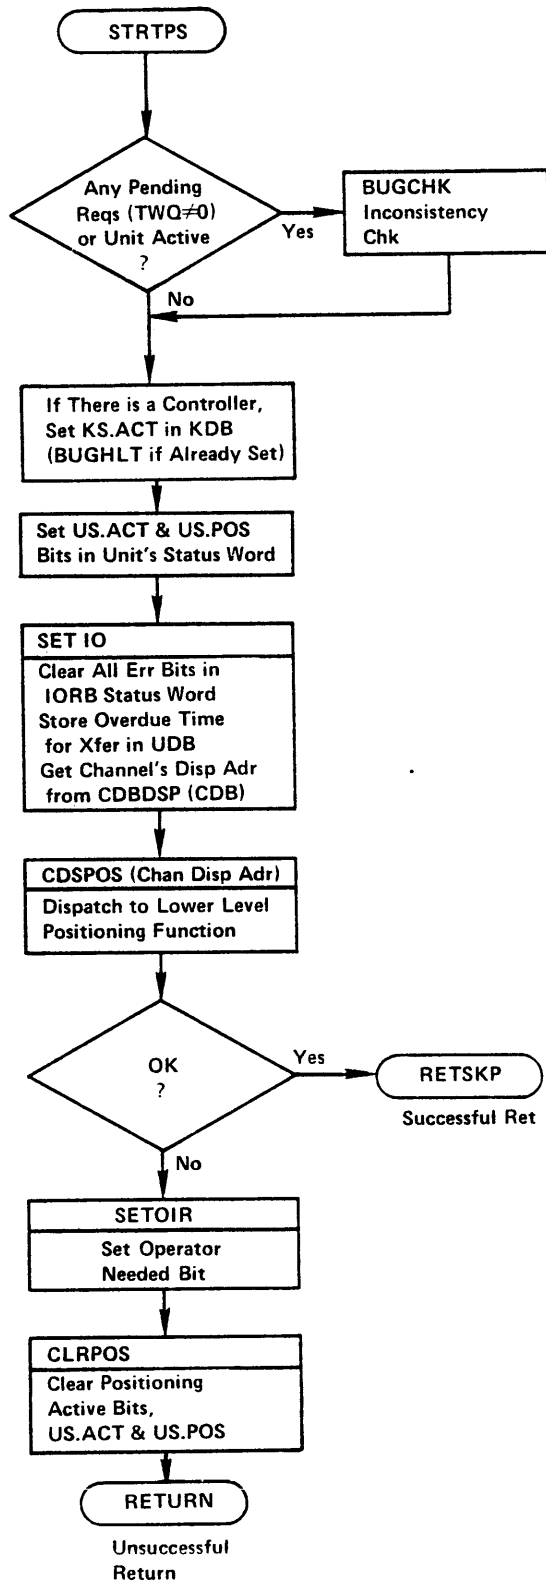 STRTPS
Any Pending
Reqs (TWQ≠0)
or Unit Active
?
Yes
BUGCHK
Inconsistency
Chk
No
If There is a Controller,
Set KS.ACT in KDB
(BUGHLT if Already Set)
Set US.ACT & US.POS
Bits in Unit's Status Word
SET IO
Clear All Err Bits in
IORB Status Word
Store Overdue Time
for Xfer in UDB
Get Channel's Disp Adr
from CDBDSP (CDB)
CDSPOS (Chan Disp Adr)
Dispatch to Lower Level
Positioning Function
OK
?
Yes
RETSKP
Successful Ret
No
SETOIR
Set Operator
Needed Bit
CLRPOS
Clear Positioning
Active Bits,
US.ACT & US.POS
RETURN
Unsuccessful
Return